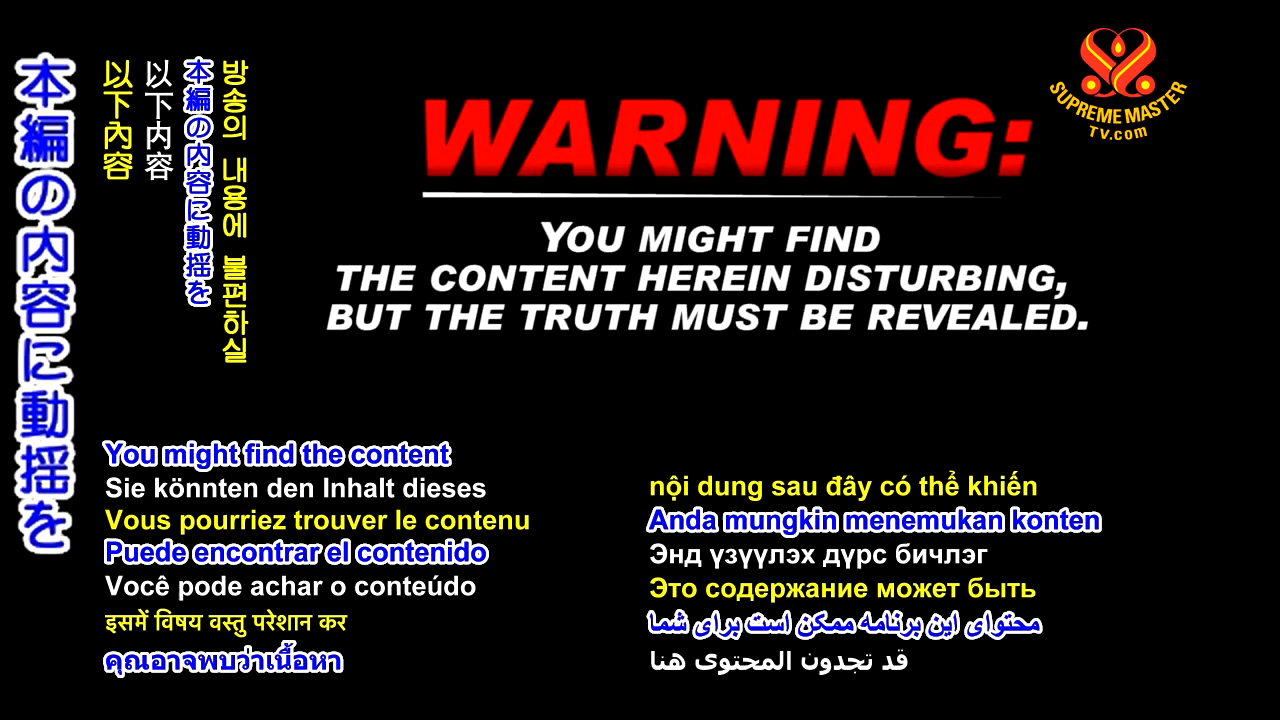 本編の内容に動揺を
以下內容
以下内容
本編の内容に動揺を
방송의 내용에 불편하실
SUPREME MASTER
TV.com
WARNING:
YOU MIGHT FIND
THE CONTENT HEREIN DISTURBING,
BUT THE TRUTH MUST BE REVEALED.
You might find the content
Sie könnten den Inhalt dieses
Vous pourriez trouver le contenu
Puede encontrar el contenido
Você pode achar o conteúdo
इसमें विषय वस्तु परेशान कर
คุณอาจพบว่าเนื้อหา
nội dung sau đây có thể khiến
Anda mungkin menemukan konten
Энд үзүүлэх дүрс бичлэг
Это содержание может быть
محتوای این برنامه ممکن است برای شما
قد تجدون المحتوى هنا